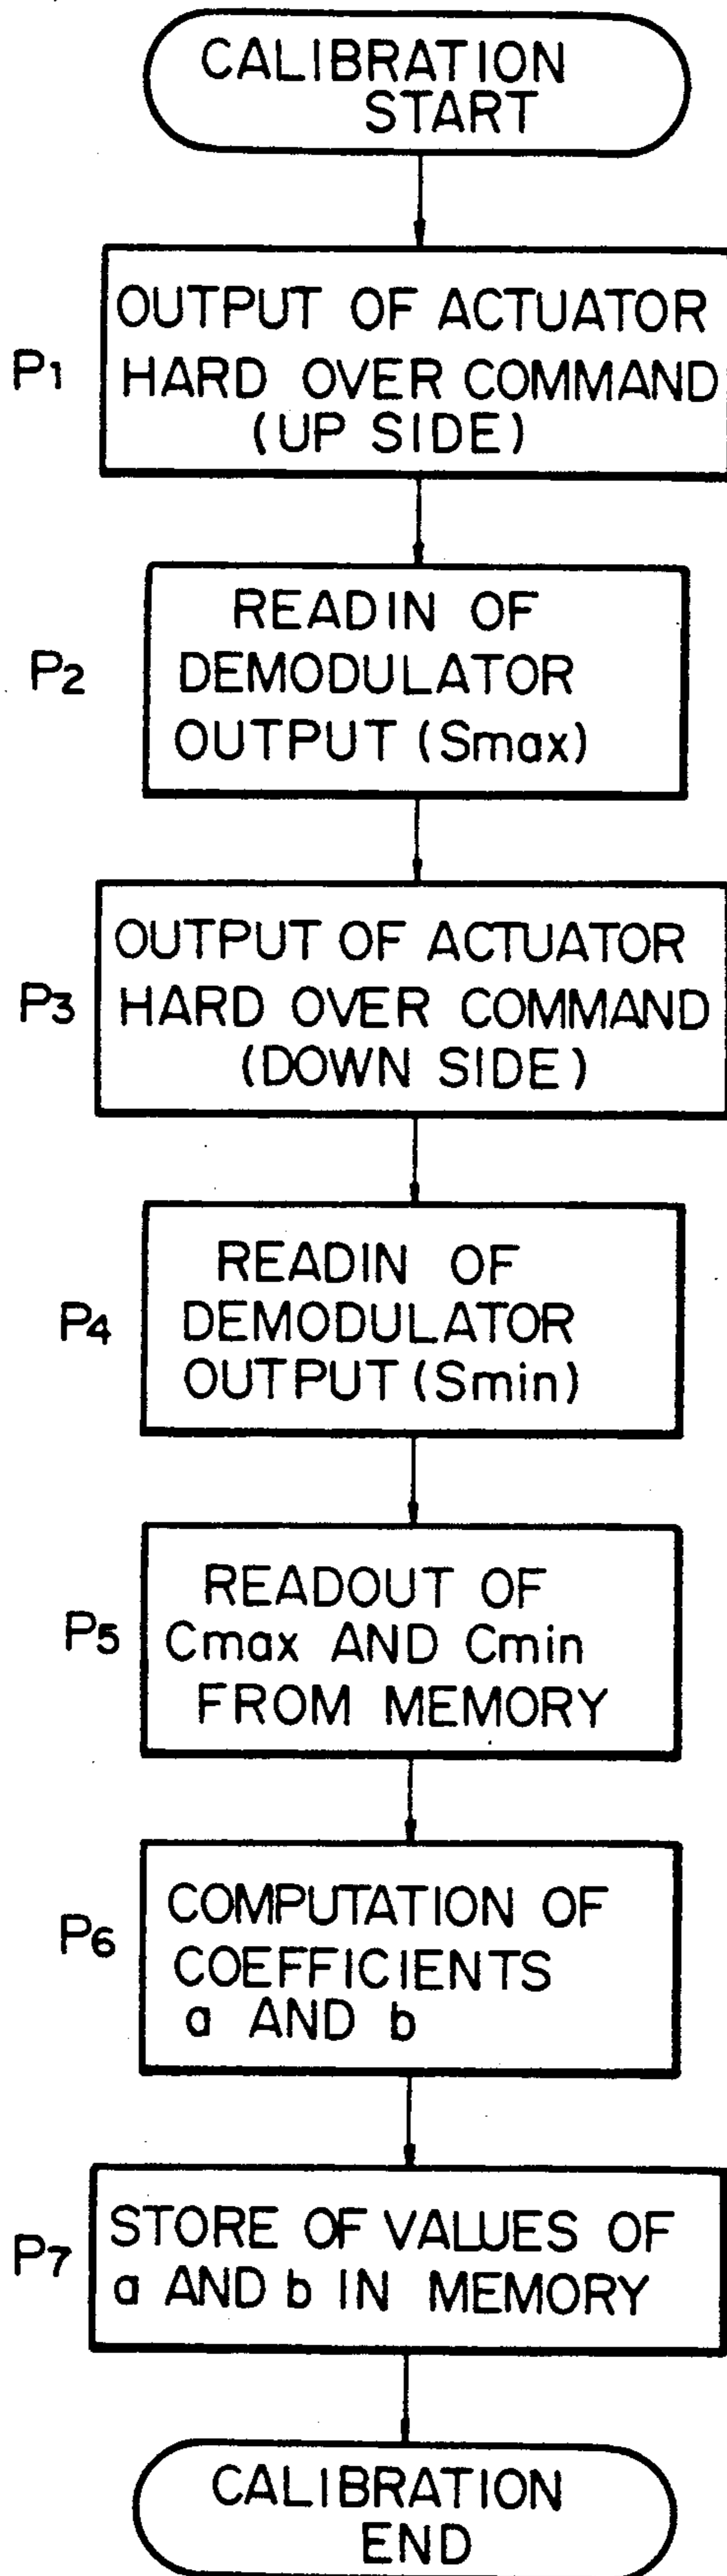 CALIBRATION
START
P1
OUTPUT OF ACTUATOR
HARD OVER COMMAND
(UP SIDE)
P2
READIN OF
DEMODULATOR
OUTPUT (Smax)
P3
OUTPUT OF ACTUATOR
HARD OVER COMMAND
(DOWN SIDE)
P4
READIN OF
DEMODULATOR
OUTPUT (Smin)
P5
READOUT OF
Cmax AND Cmin
FROM MEMORY
P6
COMPUTATION OF
COEFFICIENTS
a AND b
P7
STORE OF VALUES OF
a AND b IN MEMORY
CALIBRATION
END